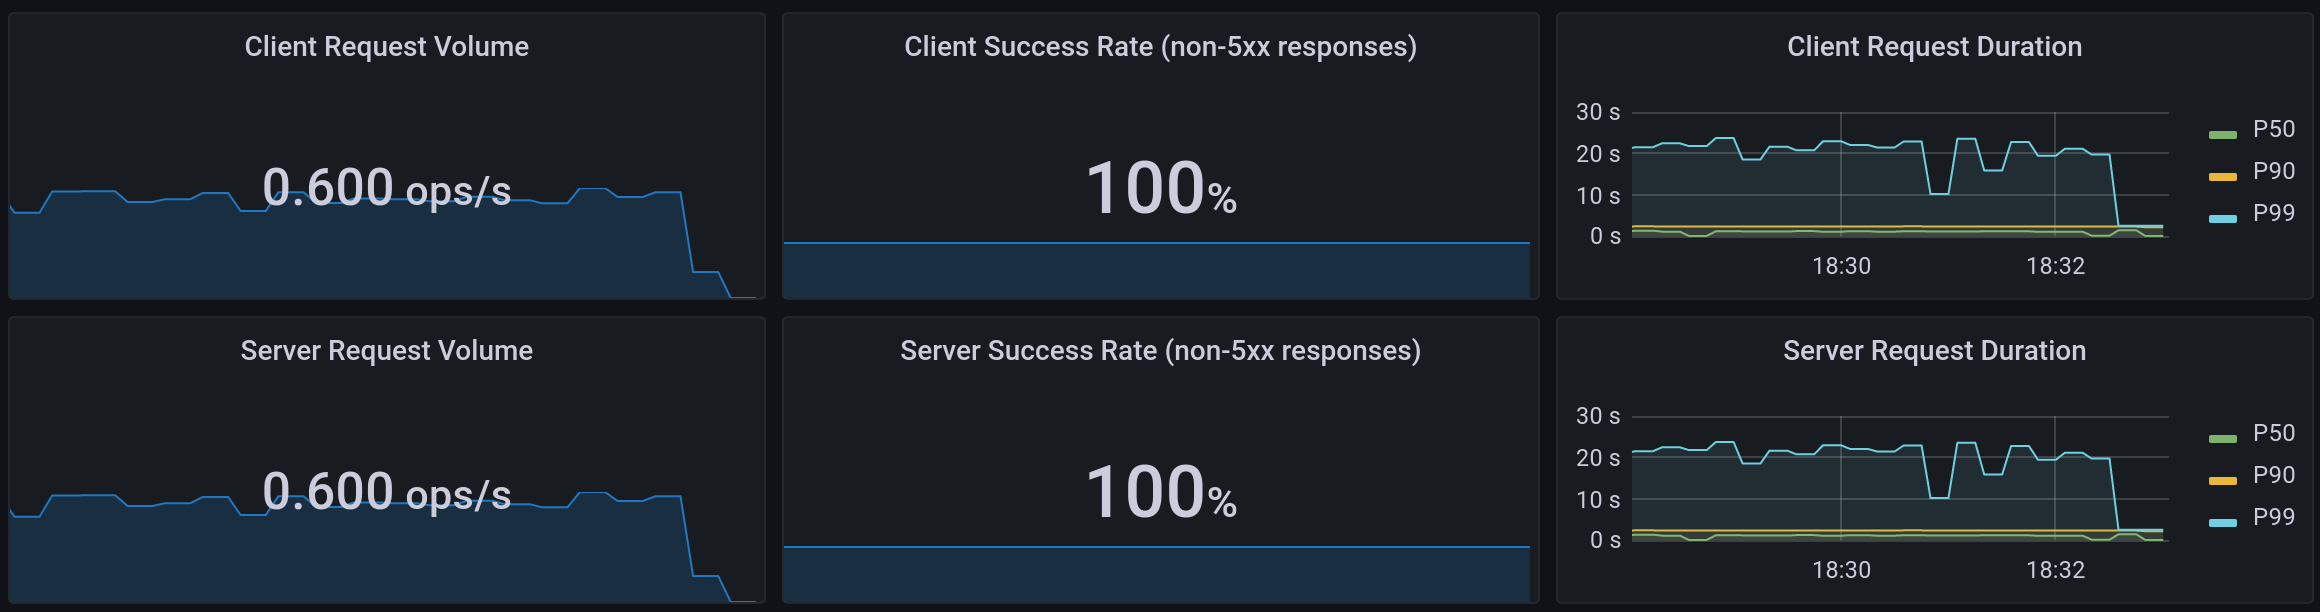 Client Request Volume
0.600 ops/s
Client Success Rate (non-5xx responses)
100%
Client Request Duration
30 s
20 s
10 s
0 s
18:30
18:32
P50
P90
P99
Server Request Volume
0.600 ops/s
Server Success Rate (non-5xx responses)
100%
Server Request Duration
30 s
20 s
10 s
0 s
18:30
18:32
P50
P90
P99